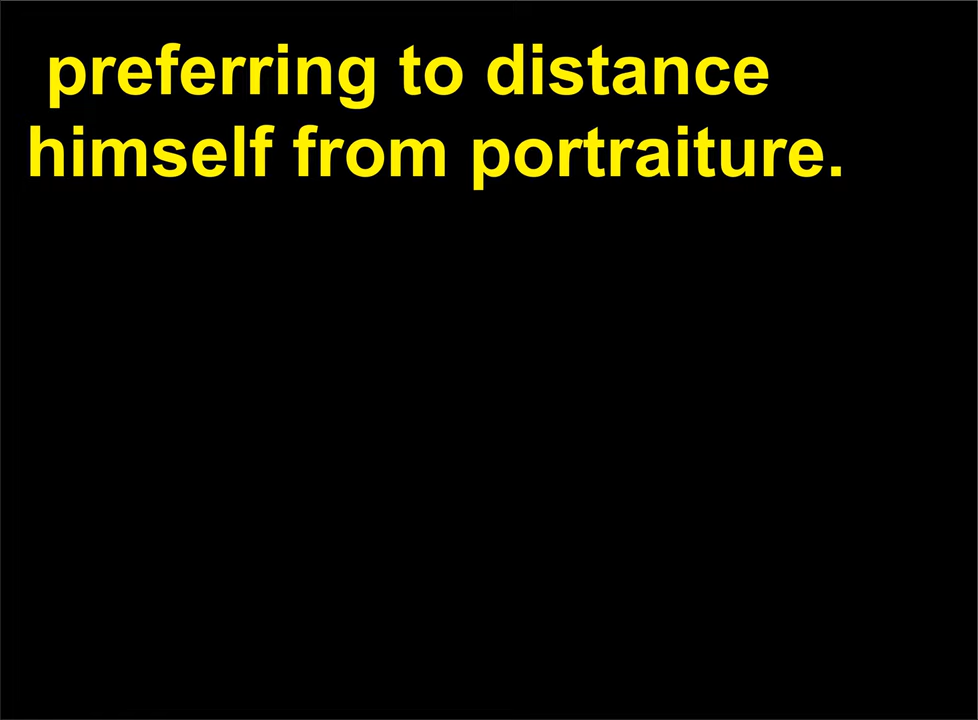 preferring to distance
himself from portraiture.